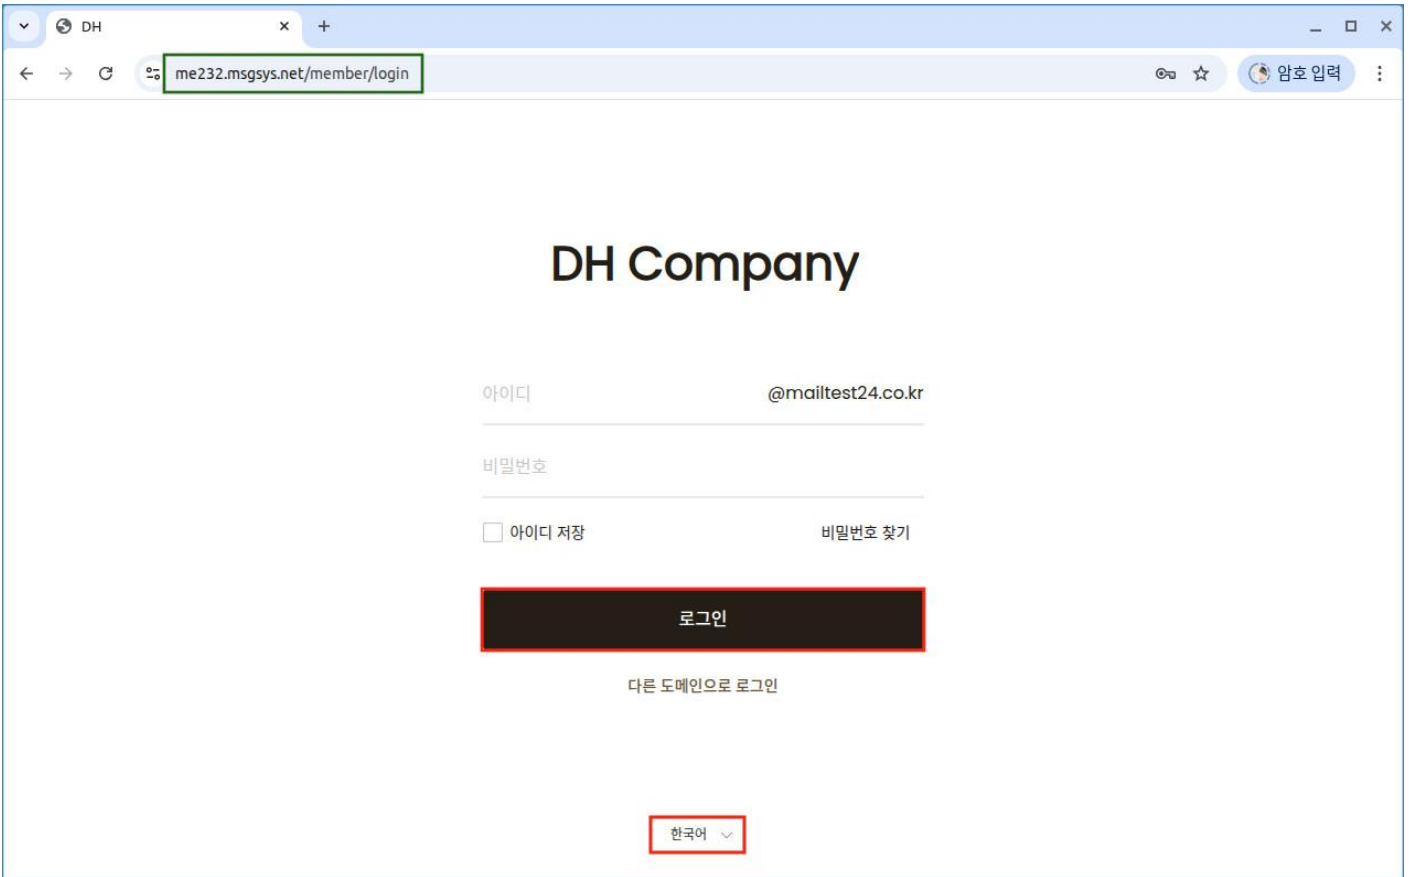 DH
me232.msgsys.net/member/login
암호 입력
DH Company
아이디 @mailtest24.co.kr
비밀번호
아이디 저장 비밀번호 찾기
로그인
다른 도메인으로 로그인
한국어